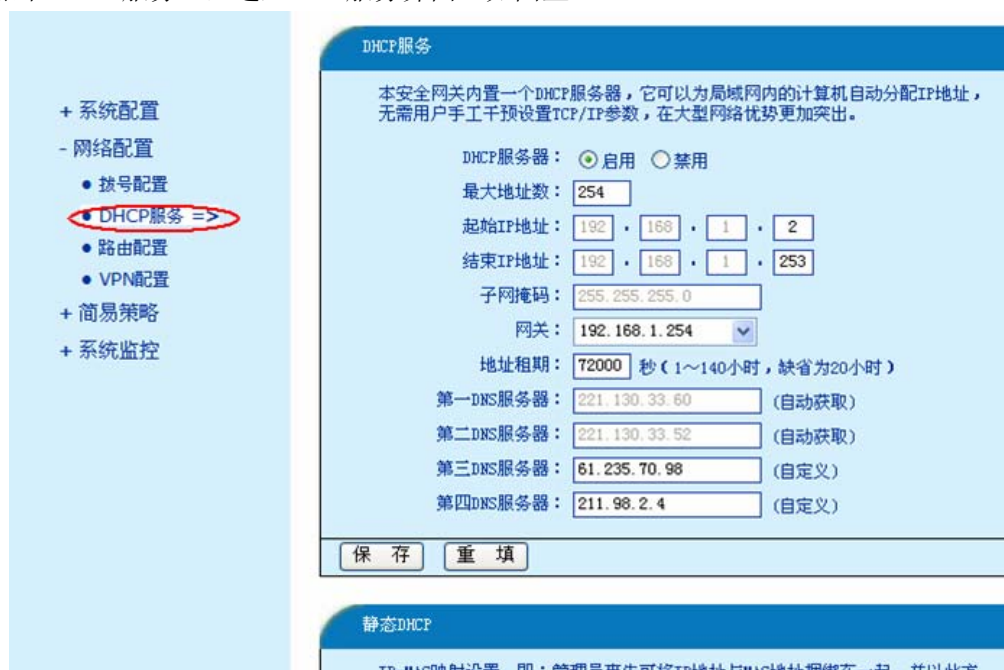 DHCP服务
本安全网关内置一个DHCP服务器，它可以为局域网内的计算机自动分配IP地址，
无需用户手工干预设置TCP/IP参数，在大型网络优势更加突出。
+ 系统配置
- 网络配置
● 拨号配置
● DHCP服务 =>
● 路由配置
● VPN配置
+ 简易策略
+ 系统监控
DHCP服务器： 启用 禁用
最大地址数： 254
起始IP地址： 192 . 168 . 1 . 2
结束IP地址： 192 . 168 . 1 . 253
子网掩码： 255.255.255.0
网关： 192.168.1.254
地址租期： 72000 秒（1～140小时，缺省为20小时）
第一DNS服务器： 221.130.33.60 (自动获取)
第二DNS服务器： 221.130.33.52 (自动获取)
第三DNS服务器： 61.235.70.98 (自定义)
第四DNS服务器： 211.98.2.4 (自定义)
保 存 重 填
静态DHCP